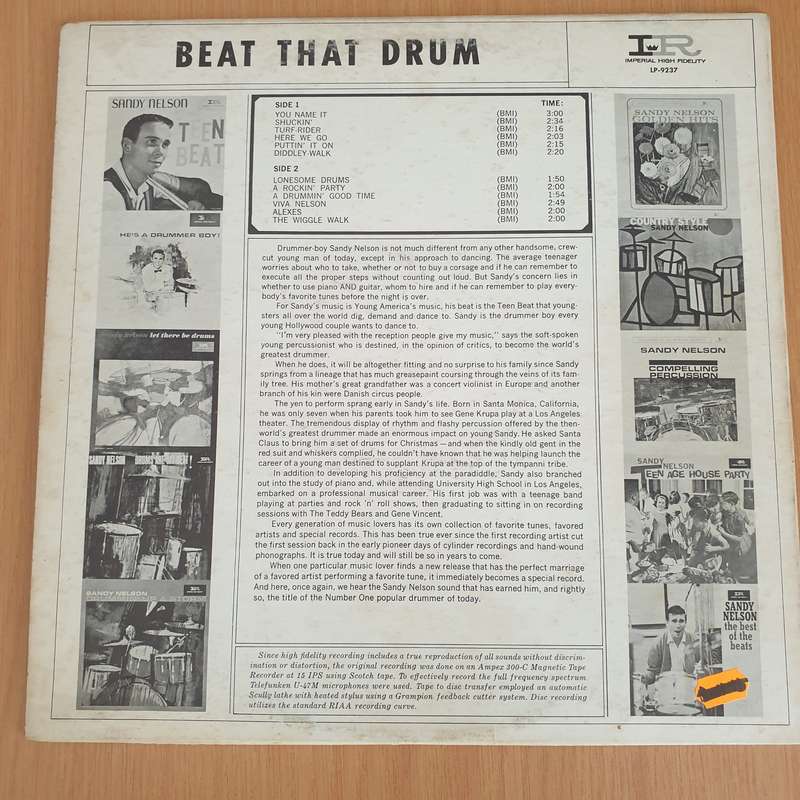 BEAT THAT DRUM
IR
IMPERIAL HIGH FIDELITY
LP-9237
SIDE 1 TIME:
YOU NAME IT (BMI) 3:00
SHUCKIN' (BMI) 2:34
TURF-RIDER (BMI) 2:16
HERE WE GO (BMI) 2:03
PUTTIN' IT ON (BMI) 2:15
DIDDLEY-WALK (BMI) 2:20
SIDE 2
LONESOME DRUMS (BMI) 1:50
A ROCKIN' PARTY (BMI) 2:00
A DRUMMIN' GOOD TIME (BMI) 1:54
VIVA NELSON (BMI) 2:49
ALEXES (BMI) 2:00
THE WIGGLE WALK (BMI) 2:00
Drummer-boy Sandy Nelson is not much different from any other handsome, crew-
cut young man of today, except in his approach to dancing. The average teenager
worries about who to take, whether or not to buy a corsage and if he can remember to
execute all the proper steps without counting out loud. But Sandy's concern lies in
whether to use piano AND guitar, whom to hire and if he can remember to play every-
body's favorite tunes before the night is over.
For Sandy's music is Young America's music, his beat is the Teen Beat that young-
sters all over the world dig, demand and dance to. Sandy is the drummer boy every
young Hollywood couple wants to dance to.
"I'm very pleased with the reception people give my music," says the soft-spoken
young percussionist who is destined, in the opinion of critics, to become the world's
greatest drummer.
When he does, it will be altogether fitting and no surprise to his family since Sandy
springs from a lineage that has much greasepaint coursing through the veins of its fam-
ily tree. His mother's great grandfather was a concert violinist in Europe and another
branch of his kin were Danish circus people.
The yen to perform sprang early in Sandy's life. Born in Santa Monica, California,
he was only seven when his parents took him to see Gene Krupa play at a Los Angeles
theater. The tremendous display of rhythm and flashy percussion offered by the then-
world's greatest drummer made an enormous impact on young Sandy. He asked Santa
Claus to bring him a set of drums for Christmas — and when the kindly old gent in the
red suit and whiskers complied, he couldn't have known that he was helping launch the
career of a young man destined to supplant Krupa at the top of the tympanni tribe.
In addition to developing his proficiency at the paradiddle, Sandy also branched
out into the study of piano and, while attending University High School in Los Angeles,
embarked on a professional musical career. His first job was with a teenage band
playing at parties and rock 'n' roll shows, then graduating to sitting in on recording
sessions with The Teddy Bears and Gene Vincent.
Every generation of music lovers has its own collection of favorite tunes, favored
artists and special records. This has been true ever since the first recording artist cut
the first session back in the early pioneer days of cylinder recordings and hand-wound
phonographs. It is true today and will still be so in years to come.
When one particular music lover finds a new release that has the perfect marriage
of a favored artist performing a favorite tune, it immediately becomes a special record.
And here, once again, we hear the Sandy Nelson sound that has earned him, and rightly
so, the title of the Number One popular drummer of today.
Since high fidelity recording includes a true reproduction of all sounds without discrim-
ination or distortion, the original recording was done on an Ampex 300-C Magnetic Tape
Recorder at 15 IPS using Scotch tape. To effectively record the full frequency spectrum
Telefunken U-47M microphones were used. Tape to disc transfer employed an automatic
Scully lathe with heated stylus using a Grampion feedback cutter system. Disc recording
utilizes the standard RIAA recording curve.
SANDY NELSON
TEEN
BEAT
HE'S A DRUMMER BOY!
let there be drums
SANDY NELSON
SANDY NELSON
SANDY NELSON
GOLDEN HITS
COUNTRY STYLE
SANDY NELSON
SANDY NELSON
COMPELLING
PERCUSSION
SANDY
NELSON
TEEN AGE HOUSE PARTY
SANDY
NELSON
the best
of the
beats